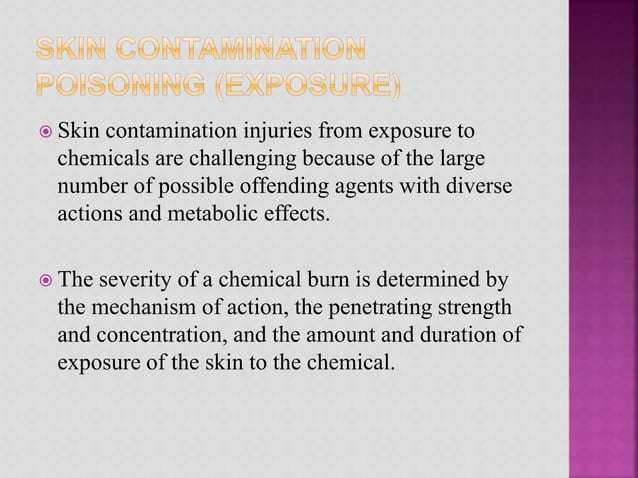 SKIN CONTAMINATION
POISONING (EXPOSURE)
Skin contamination injuries from exposure to
chemicals are challenging because of the large
number of possible offending agents with diverse
actions and metabolic effects.
The severity of a chemical burn is determined by
the mechanism of action, the penetrating strength
and concentration, and the amount and duration of
exposure of the skin to the chemical.